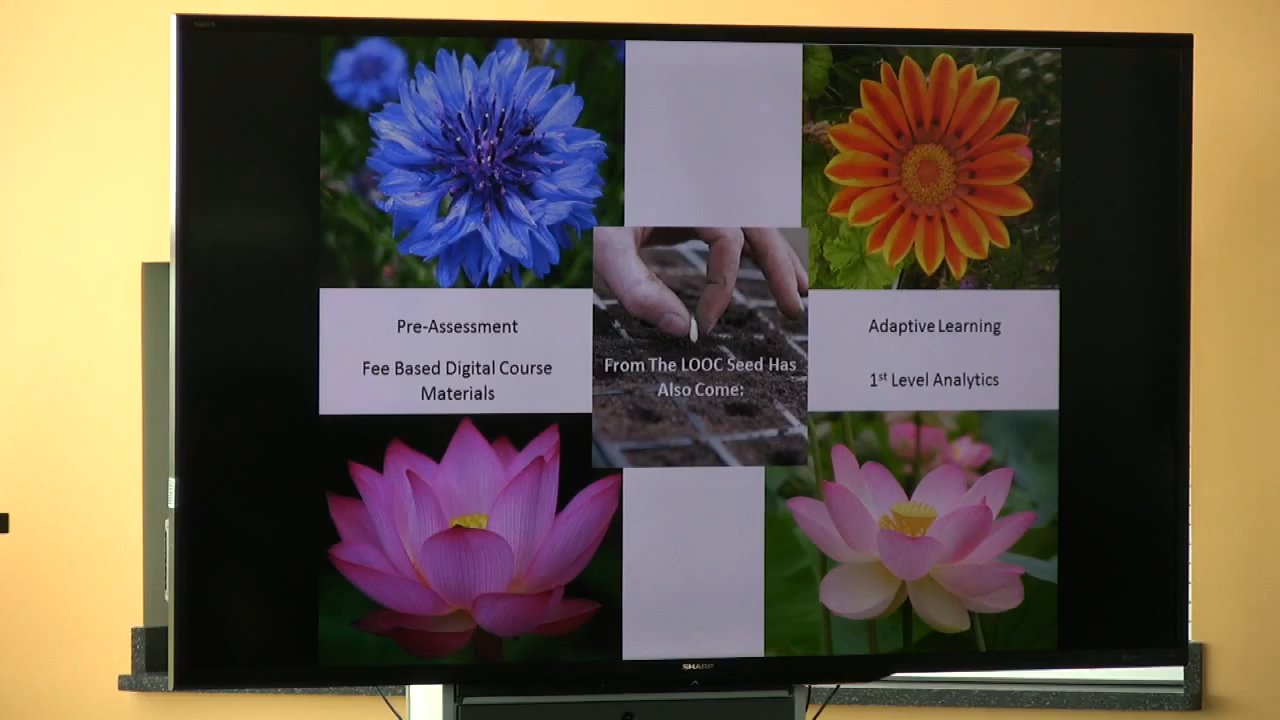 Pre-Assessment
Fee Based Digital Course
Materials
From The LOOC Seed Has
Also Come:
Adaptive Learning
1st Level Analytics
SHARP